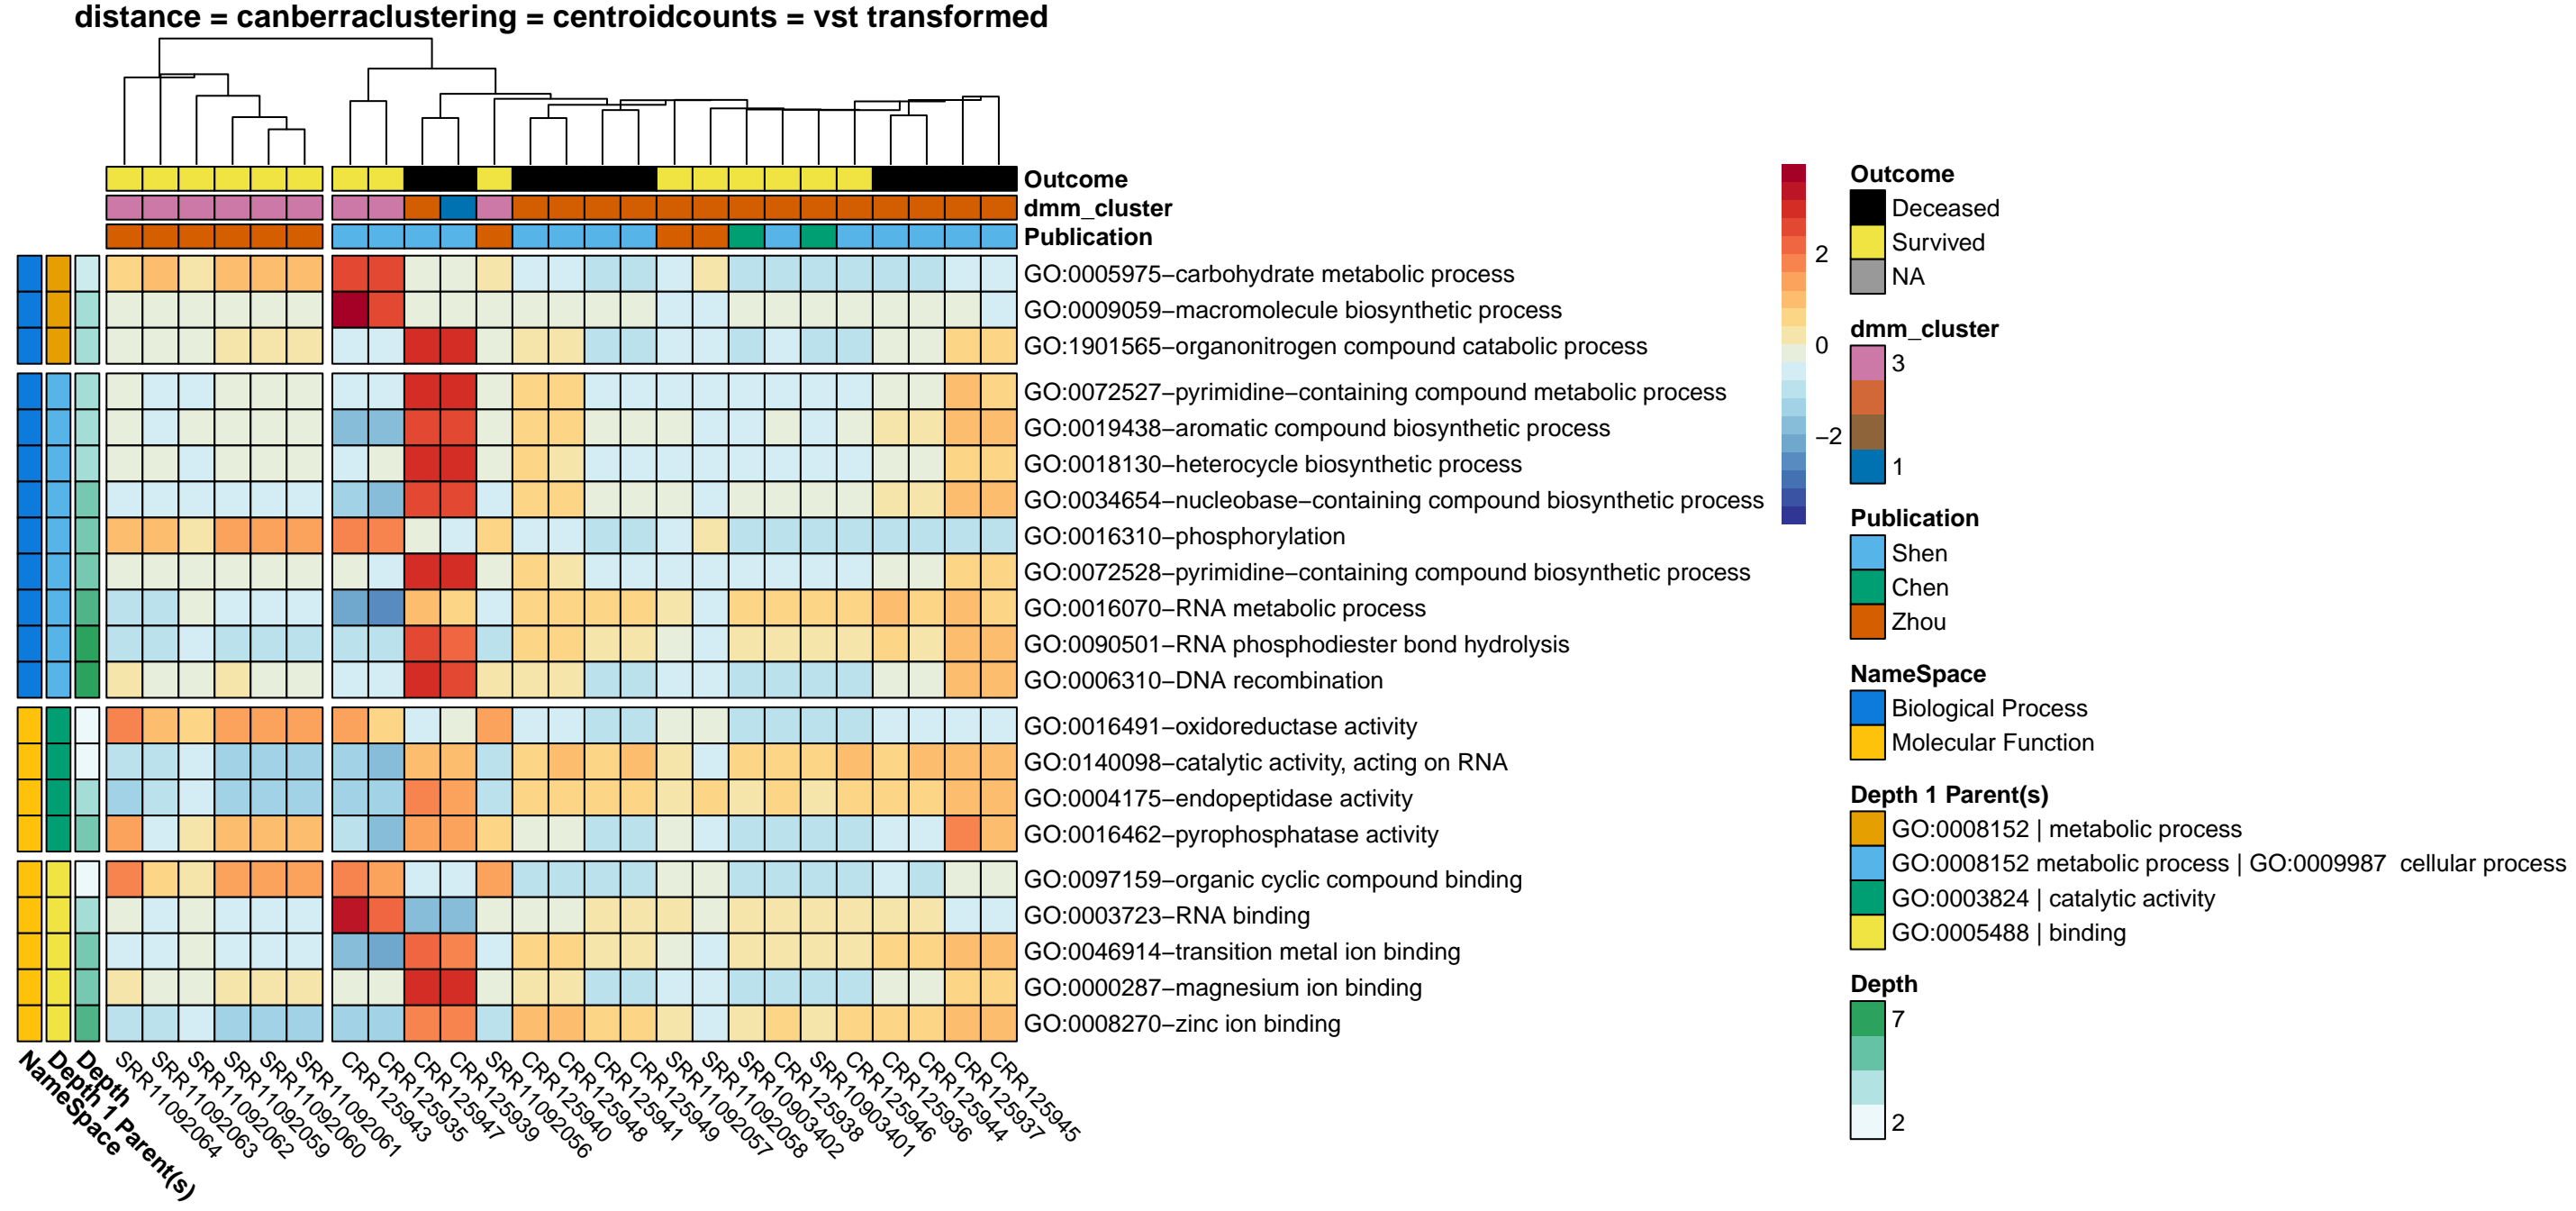 distance = canberraclustering = centroidcounts = vst transformed
Outcome
dmm_cluster
Publication
GO:0005975−carbohydrate metabolic process
GO:0009059−macromolecule biosynthetic process
GO:1901565−organonitrogen compound catabolic process
GO:0072527−pyrimidine−containing compound metabolic process
GO:0019438−aromatic compound biosynthetic process
GO:0018130−heterocycle biosynthetic process
GO:0034654−nucleobase−containing compound biosynthetic process
GO:0016310−phosphorylation
GO:0072528−pyrimidine−containing compound biosynthetic process
GO:0016070−RNA metabolic process
GO:0090501−RNA phosphodiester bond hydrolysis
GO:0006310−DNA recombination
GO:0016491−oxidoreductase activity
GO:0140098−catalytic activity, acting on RNA
GO:0004175−endopeptidase activity
GO:0016462−pyrophosphatase activity
GO:0097159−organic cyclic compound binding
GO:0003723−RNA binding
GO:0046914−transition metal ion binding
GO:0000287−magnesium ion binding
GO:0008270−zinc ion binding
NameSpace
Depth 1 Parent(s)
Depth
SRR11092064
SRR11092063
SRR11092062
SRR11092059
SRR11092060
SRR11092061
CRR125943
CRR125935
CRR125947
CRR125939
SRR11092056
CRR125940
CRR125948
CRR125941
CRR125949
SRR11092057
SRR11092058
SRR10903402
CRR125938
SRR10903401
CRR125946
CRR125936
CRR125944
CRR125937
CRR125945
2
0
−2
Outcome
Deceased
Survived
NA
dmm_cluster
3
1
Publication
Shen
Chen
Zhou
NameSpace
Biological Process
Molecular Function
Depth 1 Parent(s)
GO:0008152 | metabolic process
GO:0008152 metabolic process | GO:0009987  cellular process
GO:0003824 | catalytic activity
GO:0005488 | binding
Depth
7
2